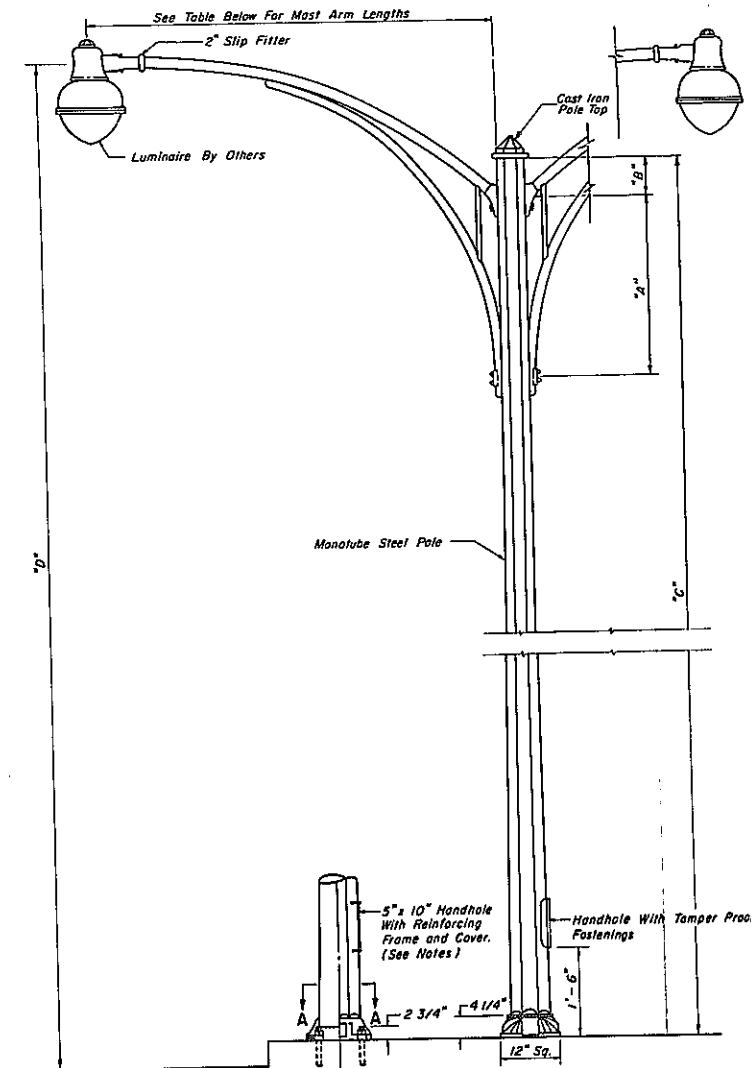 See Table Below For Mast Arm Lengths
2" Slip Fitter
Cast Iron
Pole Top
Luminaire By Others
"B"
"A"
Monotube Steel Pole
"D"
"C"
5" x 10" Handhole
With Reinforcing
Frame and Cover.
(See Notes)
Handhole With Tamper Proof
Fastenings
1'-6"
A
A
2 3/4"
4 1/4"
12" Sq.